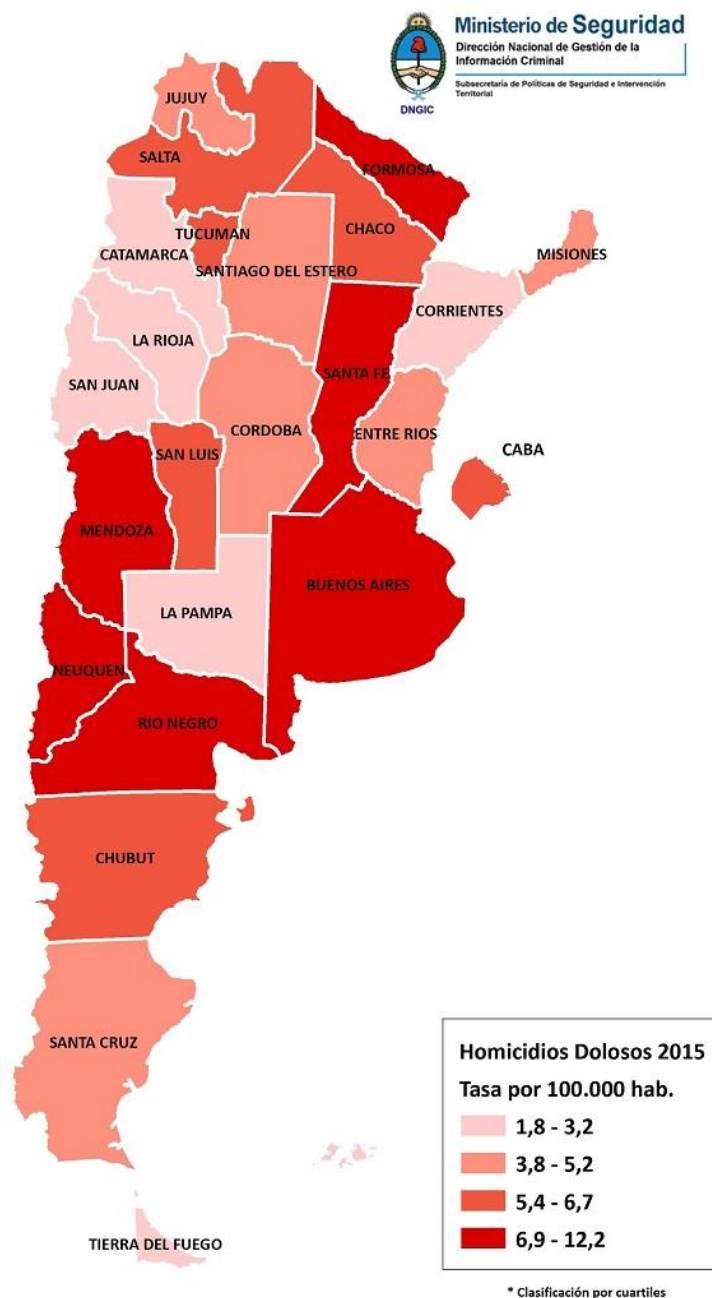 Ministerio de Seguridad
Dirección Nacional de Gestión de la
Información Criminal
Subsecretaría de Políticas de Seguridad e Intervención
Territorial
DNGIC
JUJUY
SALTA
FORMOSA
CHACO
TUCUMAN
CATAMARCA
SANTIAGO DEL ESTERO
MISIONES
CORRIENTES
LA RIOJA
SANTA FE
SAN JUAN
CORDOBA
ENTRE RIOS
SAN LUIS
CABA
MENDOZA
BUENOS AIRES
LA PAMPA
NEUQUEN
RIO NEGRO
CHUBUT
SANTA CRUZ
TIERRA DEL FUEGO
Homicidios Dolosos 2015
Tasa por 100.000 hab.
1,8 - 3,2
3,8 - 5,2
5,4 - 6,7
6,9 - 12,2
* Clasificación por cuartiles